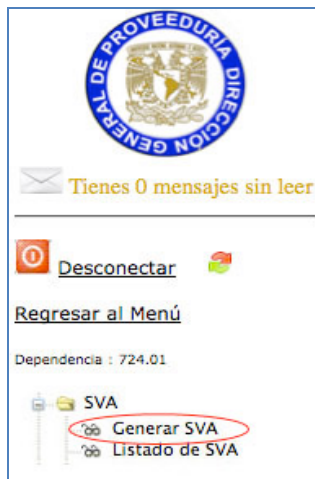 DIRECCIÓN GENERAL DE PROVEEDURÍA
Tienes 0 mensajes sin leer
Desconectar
Regresar al Menú
Dependencia : 724.01
SVA
Generar SVA
Listado de SVA